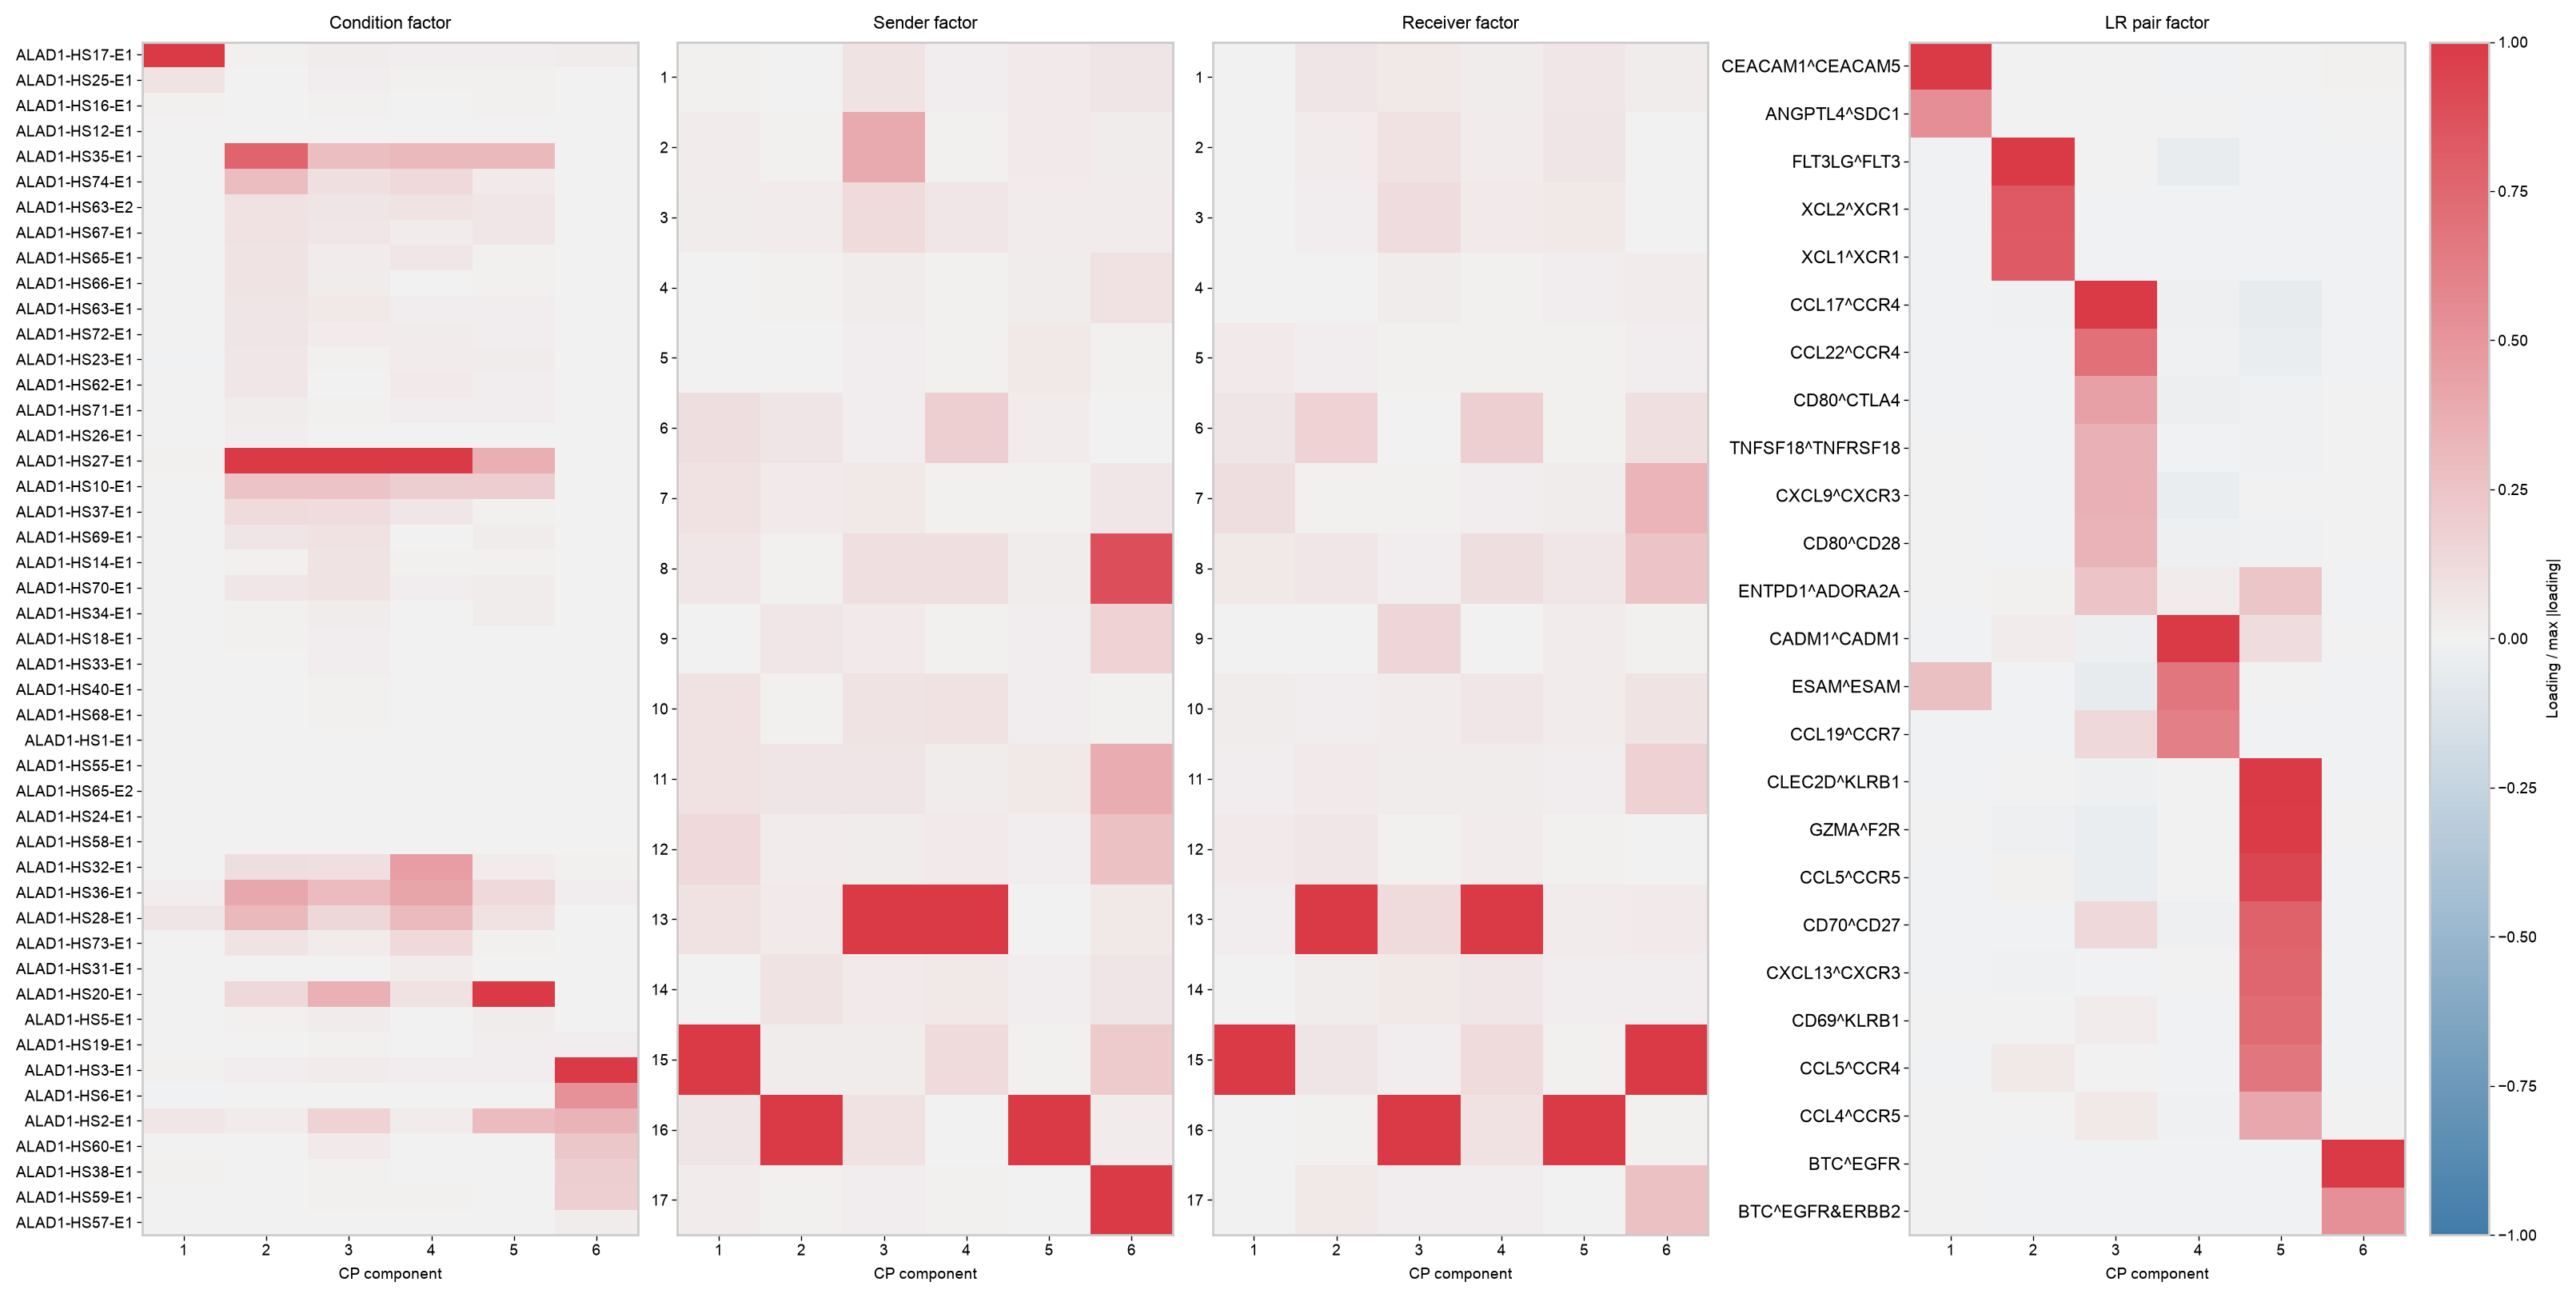 Condition factor
ALAD1-HS17-E1
ALAD1-HS25-E1
ALAD1-HS16-E1
ALAD1-HS12-E1
ALAD1-HS35-E1
ALAD1-HS74-E1
ALAD1-HS63-E2
ALAD1-HS67-E1
ALAD1-HS65-E1
ALAD1-HS66-E1
ALAD1-HS63-E1
ALAD1-HS72-E1
ALAD1-HS23-E1
ALAD1-HS62-E1
ALAD1-HS71-E1
ALAD1-HS26-E1
ALAD1-HS27-E1
ALAD1-HS10-E1
ALAD1-HS37-E1
ALAD1-HS69-E1
ALAD1-HS14-E1
ALAD1-HS70-E1
ALAD1-HS34-E1
ALAD1-HS18-E1
ALAD1-HS33-E1
ALAD1-HS40-E1
ALAD1-HS68-E1
ALAD1-HS1-E1
ALAD1-HS55-E1
ALAD1-HS65-E2
ALAD1-HS24-E1
ALAD1-HS58-E1
ALAD1-HS32-E1
ALAD1-HS36-E1
ALAD1-HS28-E1
ALAD1-HS73-E1
ALAD1-HS31-E1
ALAD1-HS20-E1
ALAD1-HS5-E1
ALAD1-HS19-E1
ALAD1-HS3-E1
ALAD1-HS6-E1
ALAD1-HS2-E1
ALAD1-HS60-E1
ALAD1-HS38-E1
ALAD1-HS59-E1
ALAD1-HS57-E1
1 2 3 4 5 6
CP component
Sender factor
1
2
3
4
5
6
7
8
9
10
11
12
13
14
15
16
17
1 2 3 4 5 6
CP component
Receiver factor
1
2
3
4
5
6
7
8
9
10
11
12
13
14
15
16
17
1 2 3 4 5 6
CP component
LR pair factor
CEACAM1^CEACAM5
ANGPTL4^SDC1
FLT3LG^FLT3
XCL2^XCR1
XCL1^XCR1
CCL17^CCR4
CCL22^CCR4
CD80^CTLA4
TNFSF18^TNFRSF18
CXCL9^CXCR3
CD80^CD28
ENTPD1^ADORA2A
CADM1^CADM1
ESAM^ESAM
CCL19^CCR7
CLEC2D^KLRB1
GZMA^F2R
CCL5^CCR5
CD70^CD27
CXCL13^CXCR3
CD69^KLRB1
CCL5^CCR4
CCL4^CCR5
BTC^EGFR
BTC^EGFR&ERBB2
1 2 3 4 5 6
CP component
1.00
0.75
0.50
0.25
0.00
−0.25
−0.50
−0.75
−1.00
Loading / max |loading|